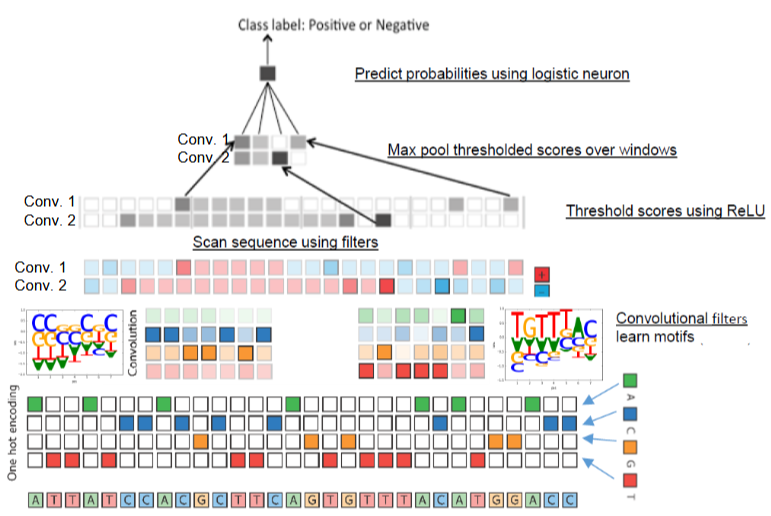 Class label: Positive or Negative
Predict probabilities using logistic neuron
Conv. 1
Conv. 2
Max pool thresholded scores over windows
Conv. 1
Conv. 2
Threshold scores using ReLU
Scan sequence using filters
Conv. 1
Conv. 2
+
-
Convolution
TGTTTAC
Convolutional filters
learn motifs
One hot encoding
A
C
G
T
A T T A T C C A C G C T T C A G T G T T T A C A T G G A C C